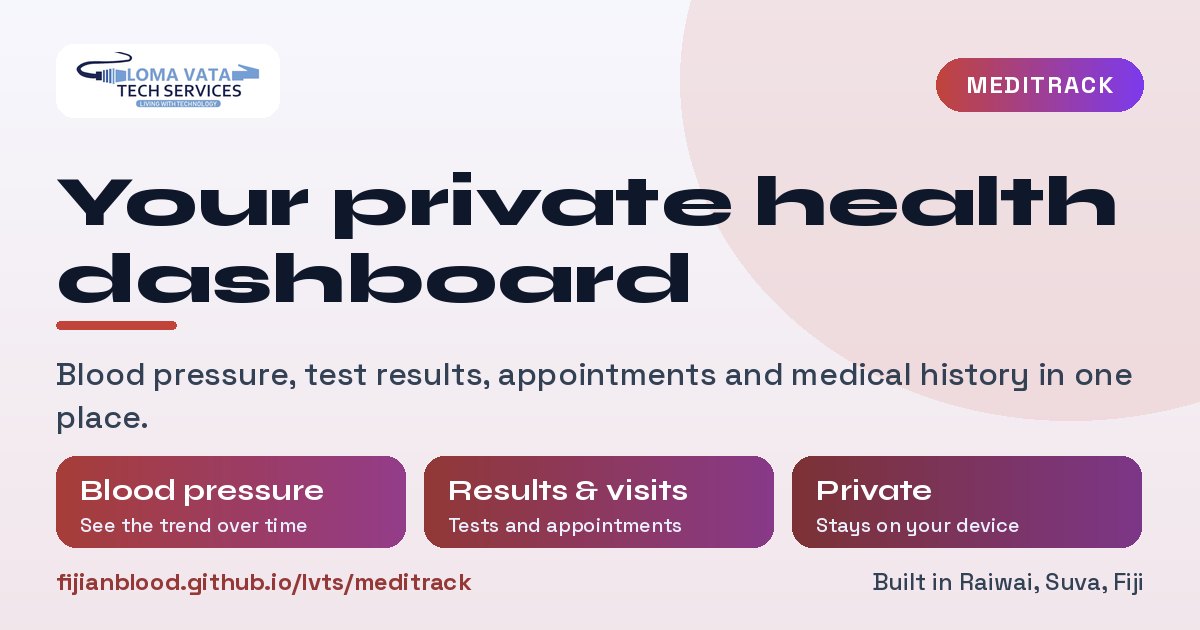 LOMA VATA
TECH SERVICES
LIVING WITH TECHNOLOGY
MEDITRACK
Your private health
dashboard
Blood pressure, test results, appointments and medical history in one
place.
Blood pressure
See the trend over time
Results & visits
Tests and appointments
Private
Stays on your device
fijianblood.github.io/lvts/meditrack
Built in Raiwai, Suva, Fiji